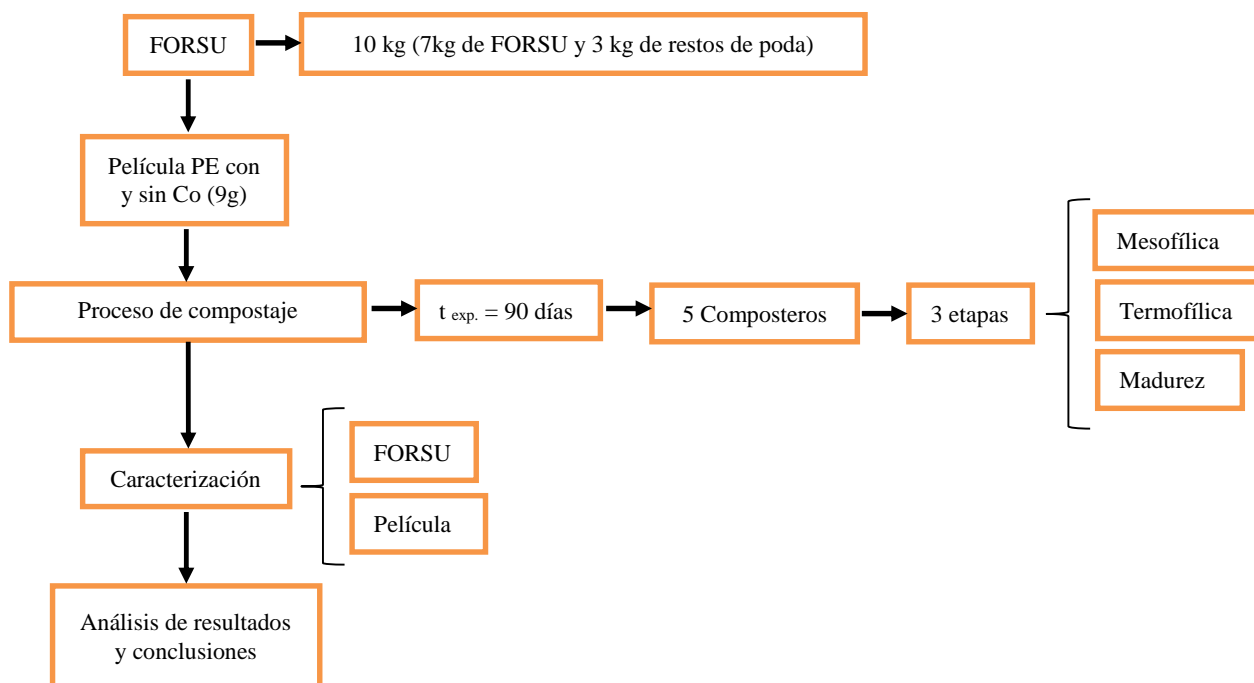 FORSU
10 kg (7kg de FORSU y 3 kg de restos de poda)
Película PE con
y sin Co (9g)
Proceso de compostaje
t exp. = 90 días
5 Composteros
3 etapas
Mesofílica
Termofílica
Madurez
Caracterización
FORSU
Película
Análisis de resultados
y conclusiones